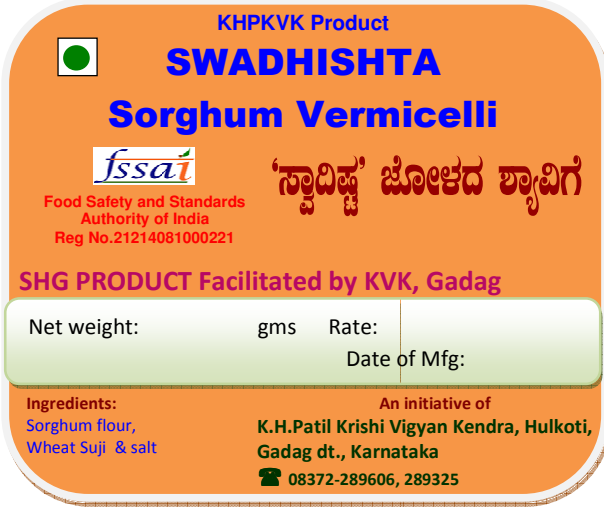 KHPKVK Product
SWADHISHTA
Sorghum Vermicelli
fssai
‘ಸ್ವಾದಿಷ್ಟ’ ಜೋಳದ ಶ್ಯಾವಿಗೆ
Food Safety and Standards
Authority of India
Reg No.21214081000221
SHG PRODUCT Facilitated by KVK, Gadag
Net weight: gms Rate:
Date of Mfg:
Ingredients:
Sorghum flour,
Wheat Suji & salt
An initiative of
K.H.Patil Krishi Vigyan Kendra, Hulkoti,
Gadag dt., Karnataka
☎ 08372-289606, 289325